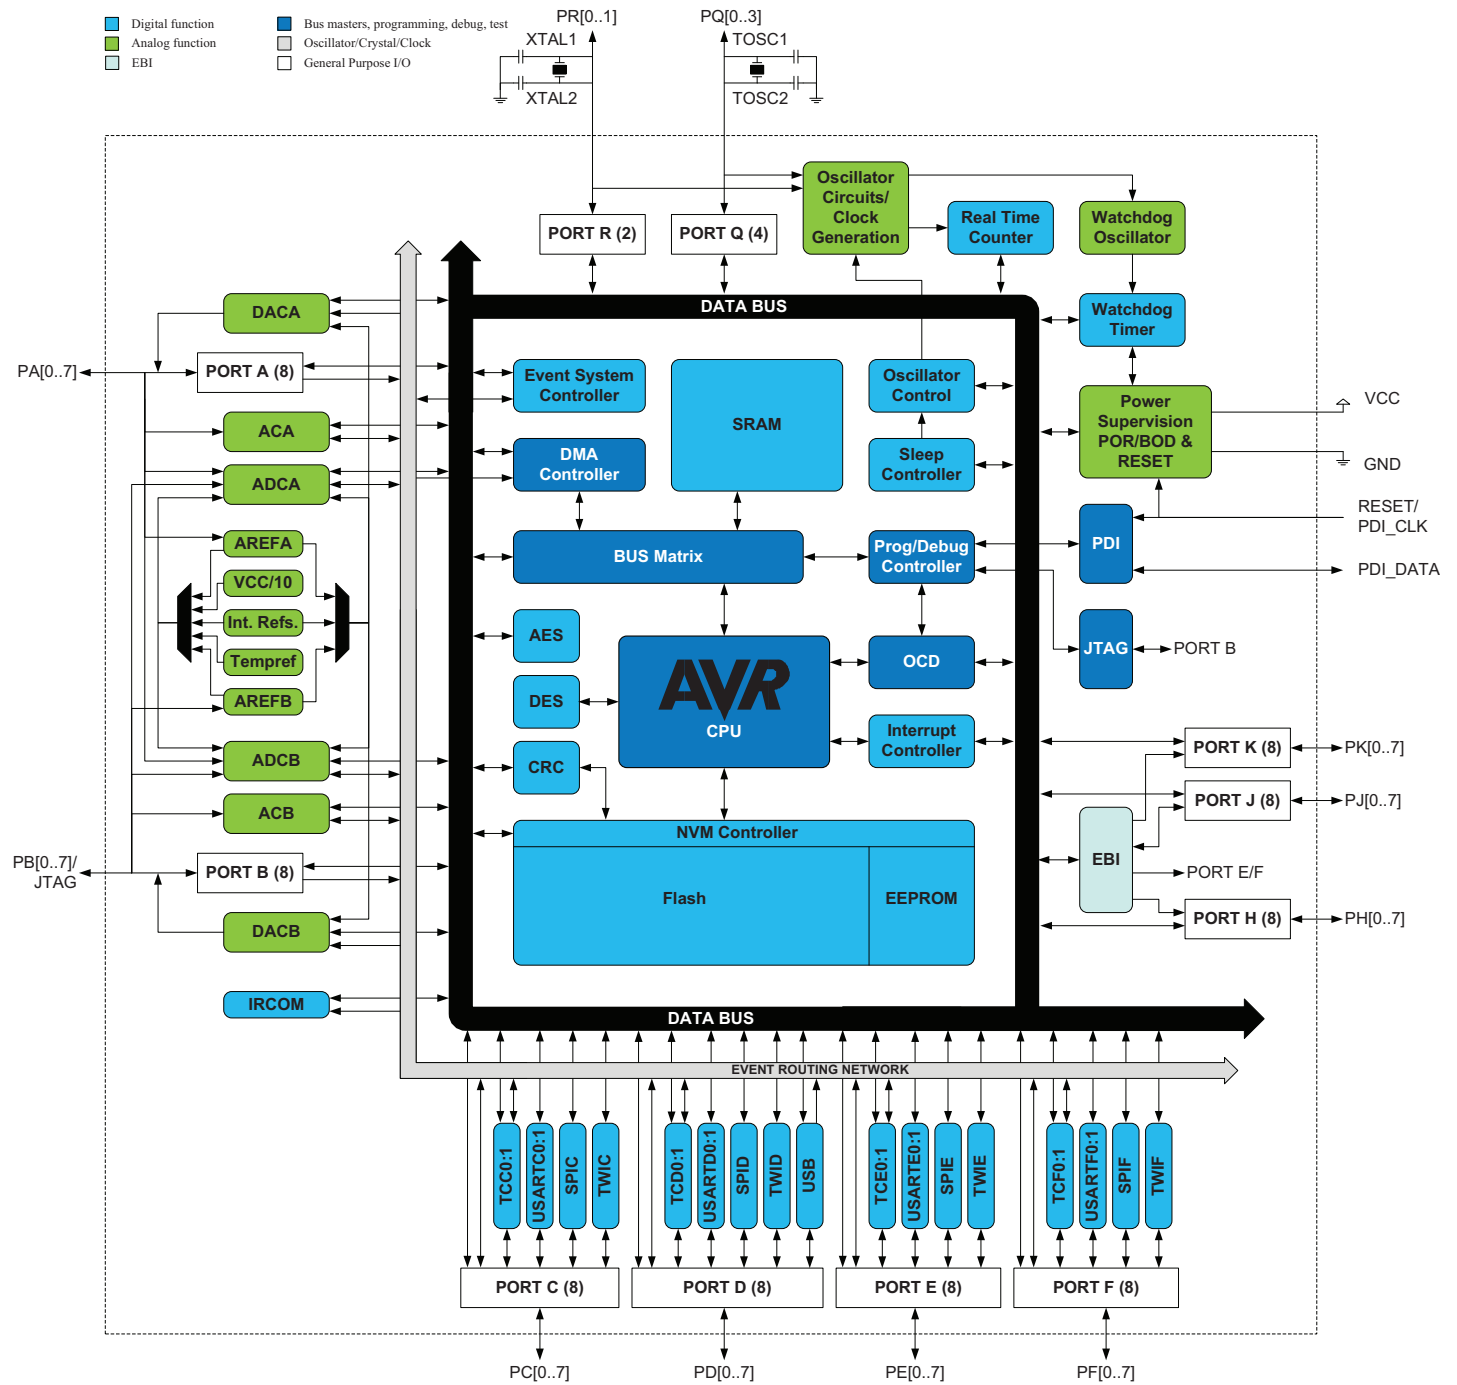 Digital function
Analog function
EBI
Bus masters, programming, debug, test
Oscillator/Crystal/Clock
General Purpose I/O
PR[0..1]
PQ[0..3]
XTAL1
XTAL2
TOSC1
TOSC2
PORT R (2)
PORT Q (4)
Oscillator
Circuits/
Clock
Generation
Real Time
Counter
Watchdog
Oscillator
Watchdog
Timer
DATA BUS
DACA
PA[0..7]
PORT A (8)
ACA
ADCA
AREFA
VCC/10
Int. Refs.
Tempref
AREFB
ADCB
ACB
PB[0..7]/
JTAG
PORT B (8)
DACB
IRCOM
Event System
Controller
DMA
Controller
SRAM
Oscillator
Control
Sleep
Controller
BUS Matrix
Prog/Debug
Controller
AES
DES
CRC
AVR
CPU
OCD
Interrupt
Controller
NVM Controller
Flash
EEPROM
Power
Supervision
POR/BOD &
RESET
VCC
GND
RESET/
PDI_CLK
PDI
PDI_DATA
JTAG
PORT B
PORT K (8)
PK[0..7]
PORT J (8)
PJ[0..7]
EBI
PORT E/F
PORT H (8)
PH[0..7]
DATA BUS
EVENT ROUTING NETWORK
TCC0:1
USARTC0:1
SPIC
TWIC
TCD0:1
USARTD0:1
SPID
TWID
USB
TCE0:1
USARTE0:1
SPIE
TWIE
TCF0:1
USARTF0:1
SPIF
TWIF
PORT C (8)
PORT D (8)
PORT E (8)
PORT F (8)
PC[0..7]
PD[0..7]
PE[0..7]
PF[0..7]